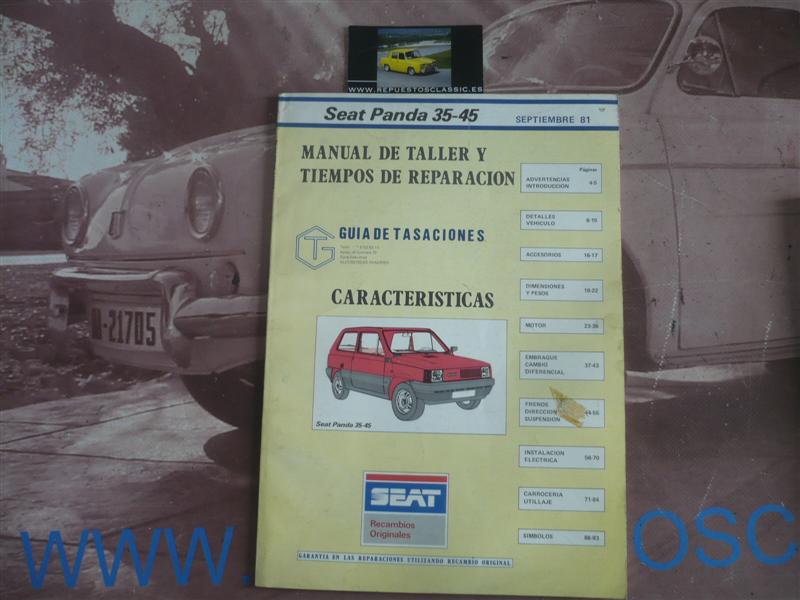 WWW.REPUESTOSCLASSIC.ES
Seat Panda 35-45
SEPTIEMBRE 81
MANUAL DE TALLER Y
TIEMPOS DE REPARACION
TG
GUIA DE TASACIONES
CARACTERISTICAS
Seat Panda 35-45
SEAT
Recambios
Originales
GARANTIA EN LAS REPARACIONES UTILIZANDO RECAMBIO ORIGINAL
Páginas
ADVERTENCIAS
INTRODUCCION 4-5
DETALLES
VEHICULO 6-15
ACCESORIOS 16-17
DIMENSIONES
Y PESOS 18-22
MOTOR 23-36
EMBRAGUE
CAMBIO
DIFERENCIAL 37-43
FRENOS
DIRECCION
SUSPENSION 44-55
INSTALACION
ELECTRICA 56-70
CARROCERIA
UTILLAJE 71-84
SIMBOLOS
-21705
WWW.
OSC